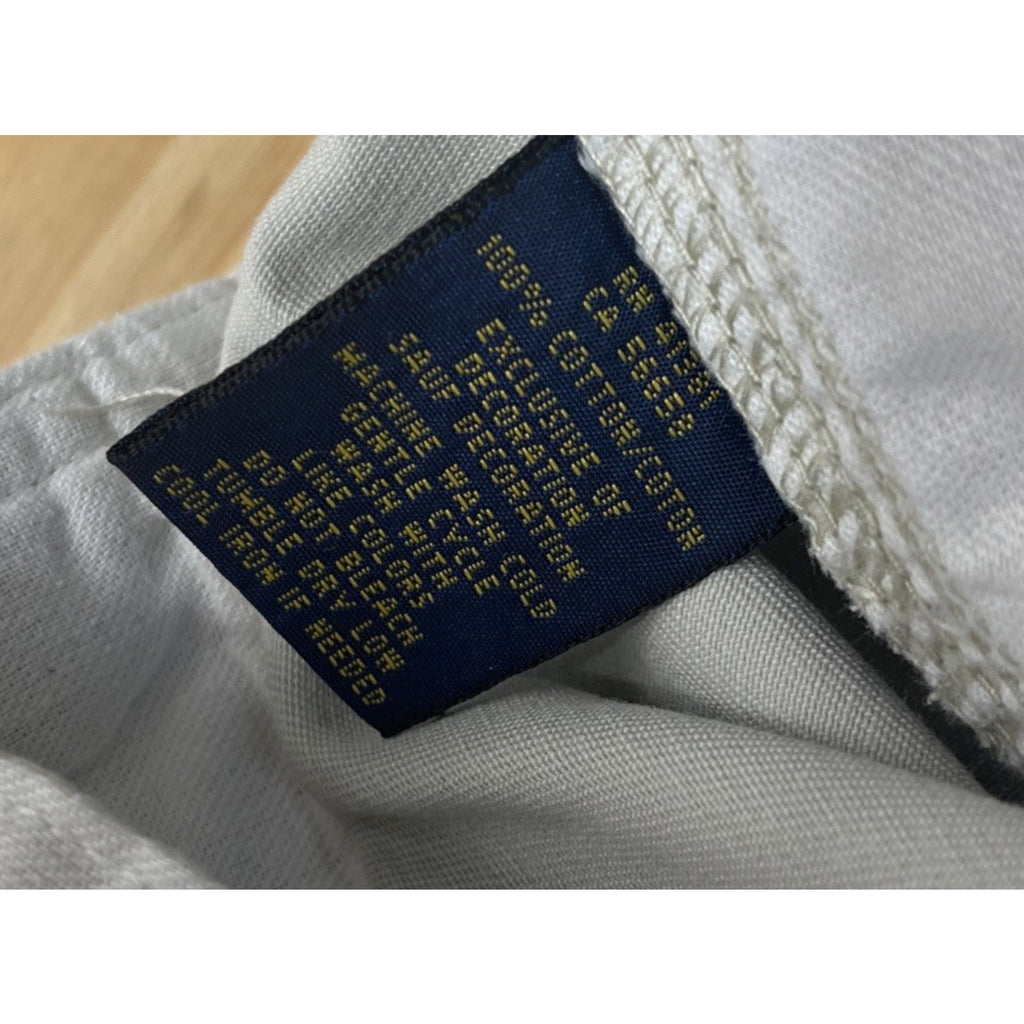 RN
CA 56658
100% COTTON/COTON
EXCLUSIVE OF
DECORATION
SAUF DECORATION
MACHINE WASH COLD
GENTLE CYCLE
WASH WITH
LIKE COLORS
DO NOT BLEACH
TUMBLE DRY LOW
COOL IRON IF NEEDED